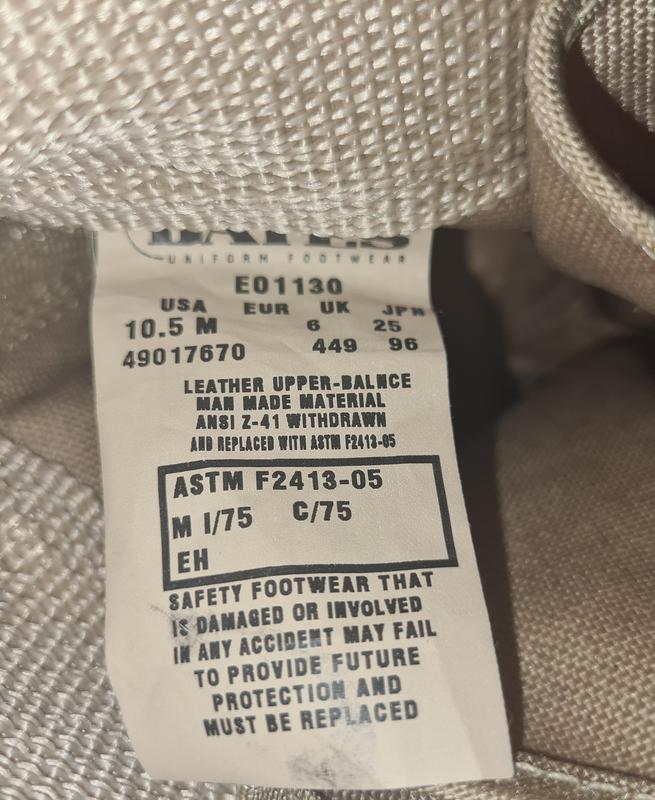 BATES
UNIFORM FOOTWEAR
E01130
USA EUR UK JPN
10.5 M 6 25
49017670 449 96
LEATHER UPPER-BALNCE
MAN MADE MATERIAL
ANSI Z-41 WITHDRAWN
AND REPLACED WITH ASTM F2413-05
ASTM F2413-05
M I/75 C/75
EH
SAFETY FOOTWEAR THAT
IS DAMAGED OR INVOLVED
IN ANY ACCIDENT MAY FAIL
TO PROVIDE FUTURE
PROTECTION AND
MUST BE REPLACED